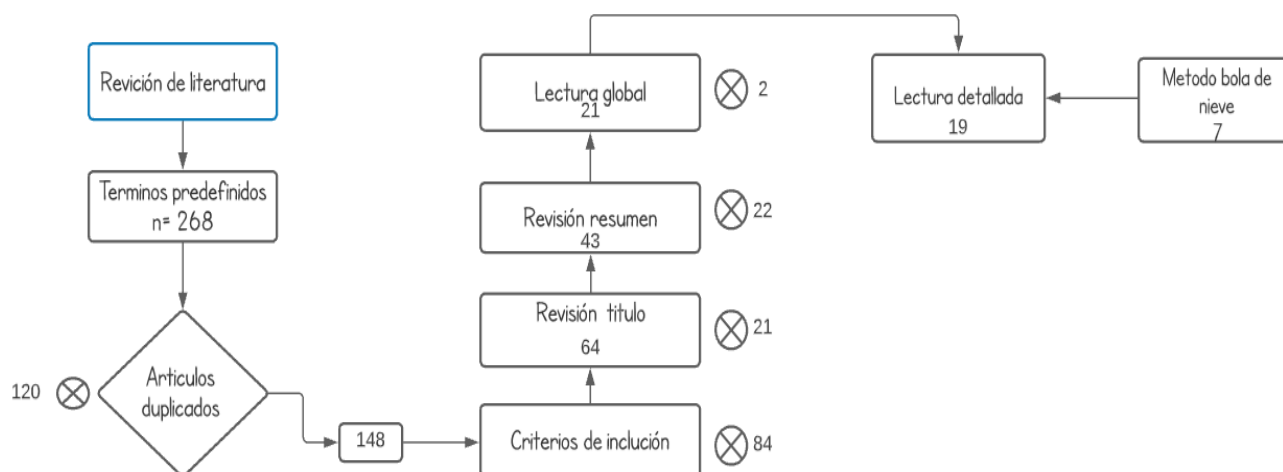 Revición de literatura
Terminos predefinidos
n= 268
120
Articulos
duplicados
148
Criterios de inclución
84
Revisión titulo
64
21
Revisión resumen
43
22
Lectura global
21
2
Lectura detallada
19
Metodo bola de
nieve
7